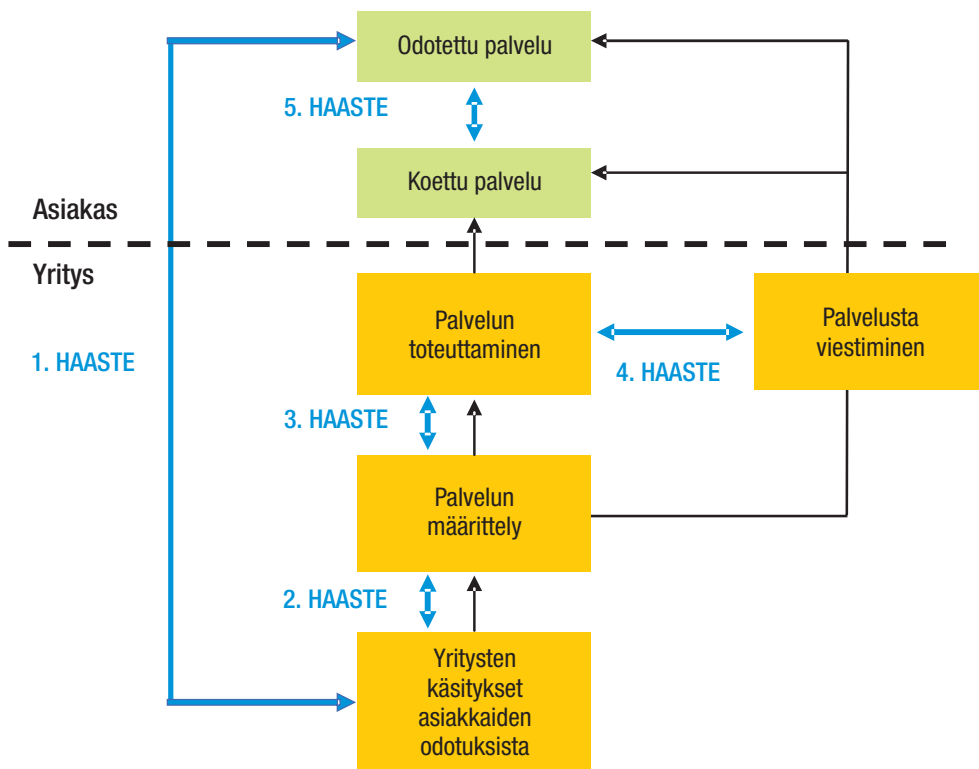 Odotettu palvelu
5. HAASTE
Koettu palvelu
Asiakas
Yritys
Palvelun
toteuttaminen
Palvelusta
viestiminen
1. HAASTE
4. HAASTE
3. HAASTE
Palvelun
määrittely
2. HAASTE
Yritysten
käsitykset
asiakkaiden
odotuksista